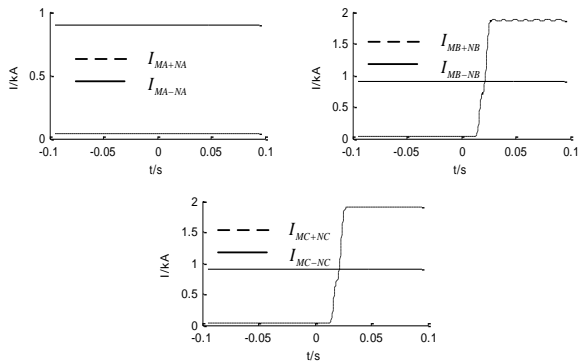 1
0.5
0
I/kA
I_{MA+NA}
I_{MA−NA}
-0.1 -0.05 0 0.05 0.1
t/s
2
1.5
1
0.5
0
I/kA
I_{MB+NB}
I_{MB−NB}
-0.1 -0.05 0 0.05 0.1
t/s
2
1.5
1
0.5
0
I/kA
I_{MC+NC}
I_{MC−NC}
-0.1 -0.05 0 0.05 0.1
t/s